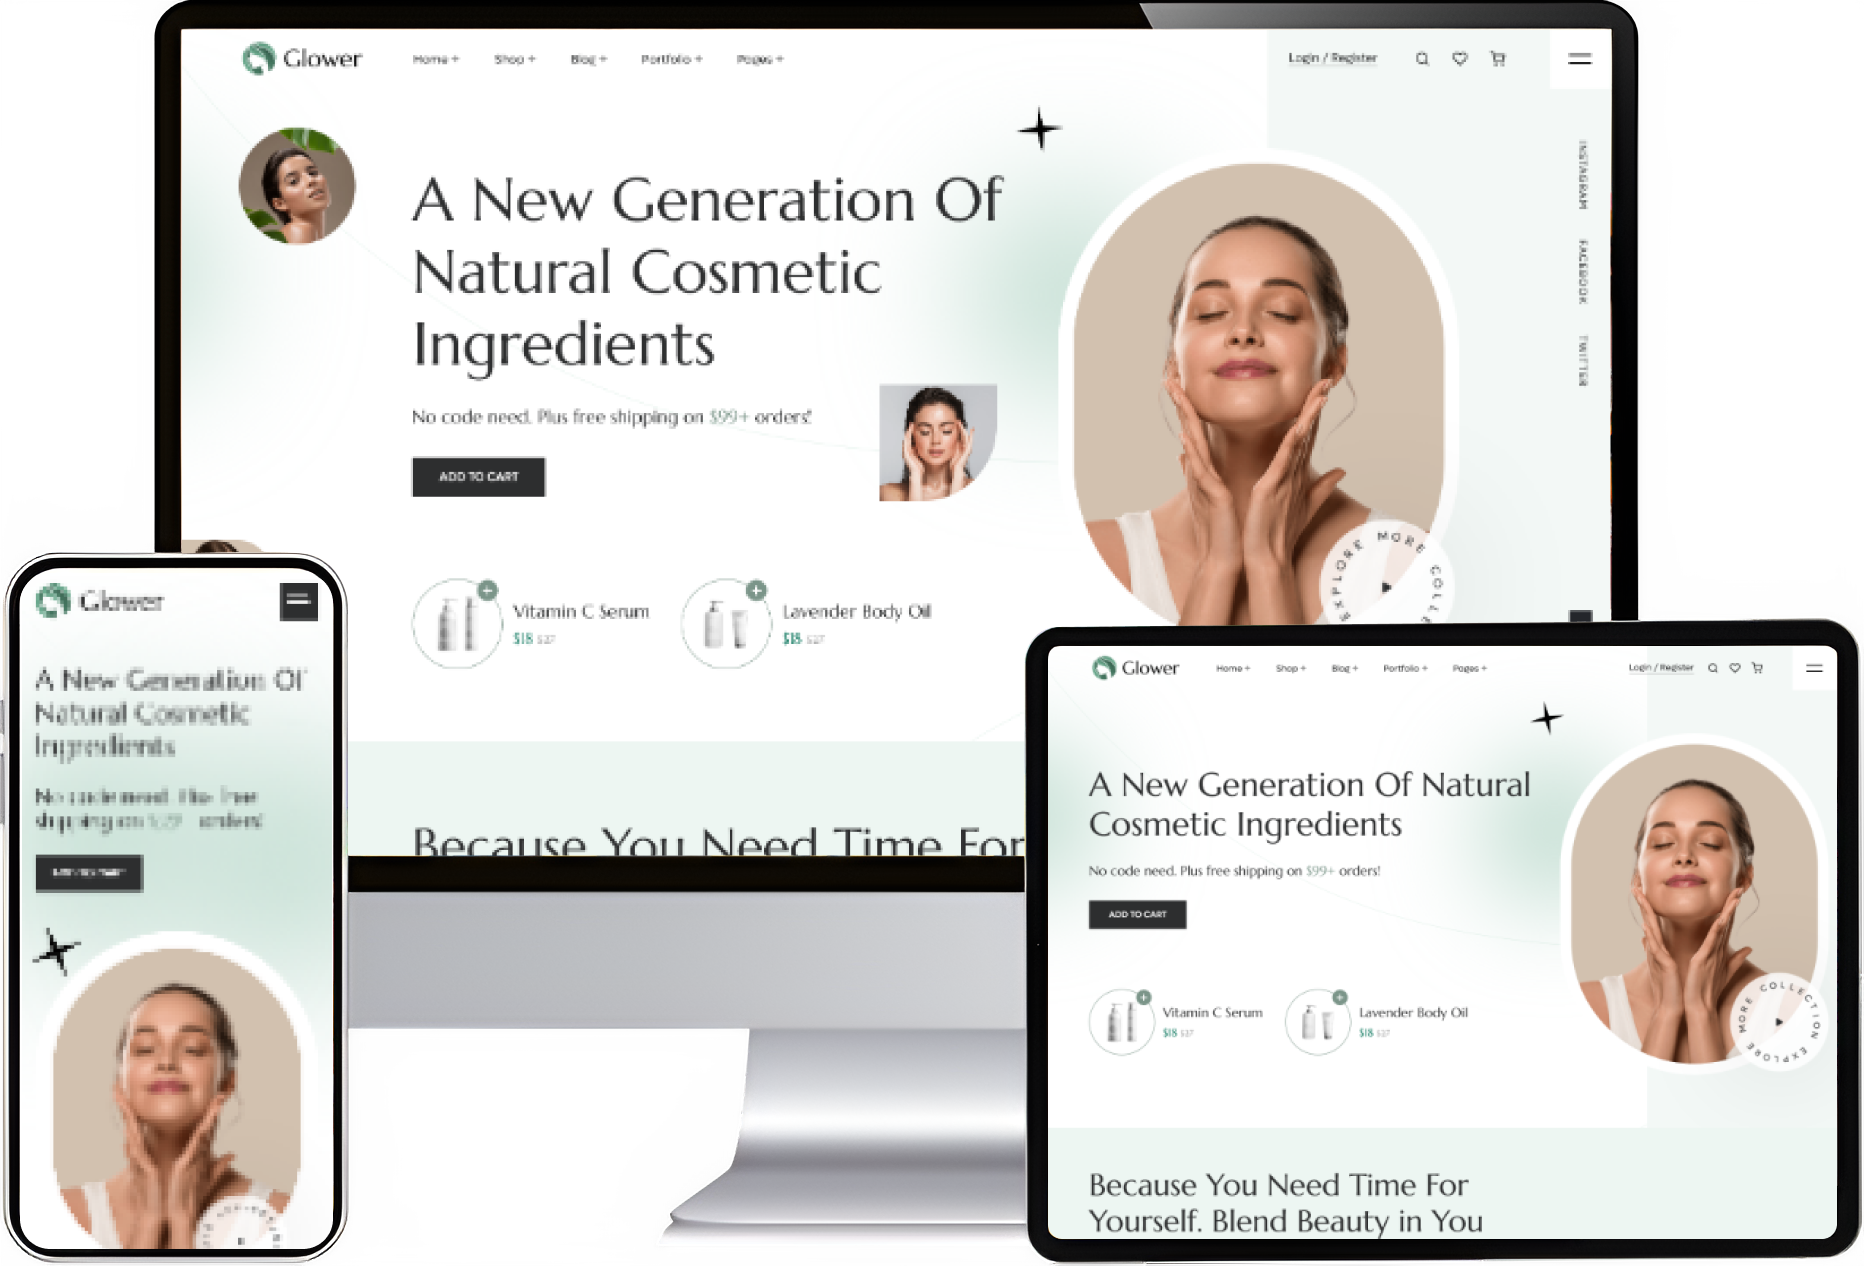 Glower
Home +
Shop +
Blog +
Portfolio +
Pages +
Login / Register
A New Generation Of
Natural Cosmetic
Ingredients
No code need. Plus free shipping on $99+ orders!
ADD TO CART
Vitamin C Serum
$18 $27
Lavender Body Oil
$18 $27
INSTAGRAM
FACEBOOK
TWITTER
EXPLORE MORE COLLE
Because You Need Time For
Glower
A New Generation Of
Natural Cosmetic
Ingredients
No code need. Plus free
shipping on orders!
Glower
Home +
Shop +
Blog +
Portfolio +
Pages +
Login / Register
A New Generation Of Natural
Cosmetic Ingredients
No code need. Plus free shipping on $99+ orders!
ADD TO CART
Vitamin C Serum
$18 $27
Lavender Body Oil
$18 $27
MORE COLLECTION EXPLORE
Because You Need Time For
Yourself. Blend Beauty in You